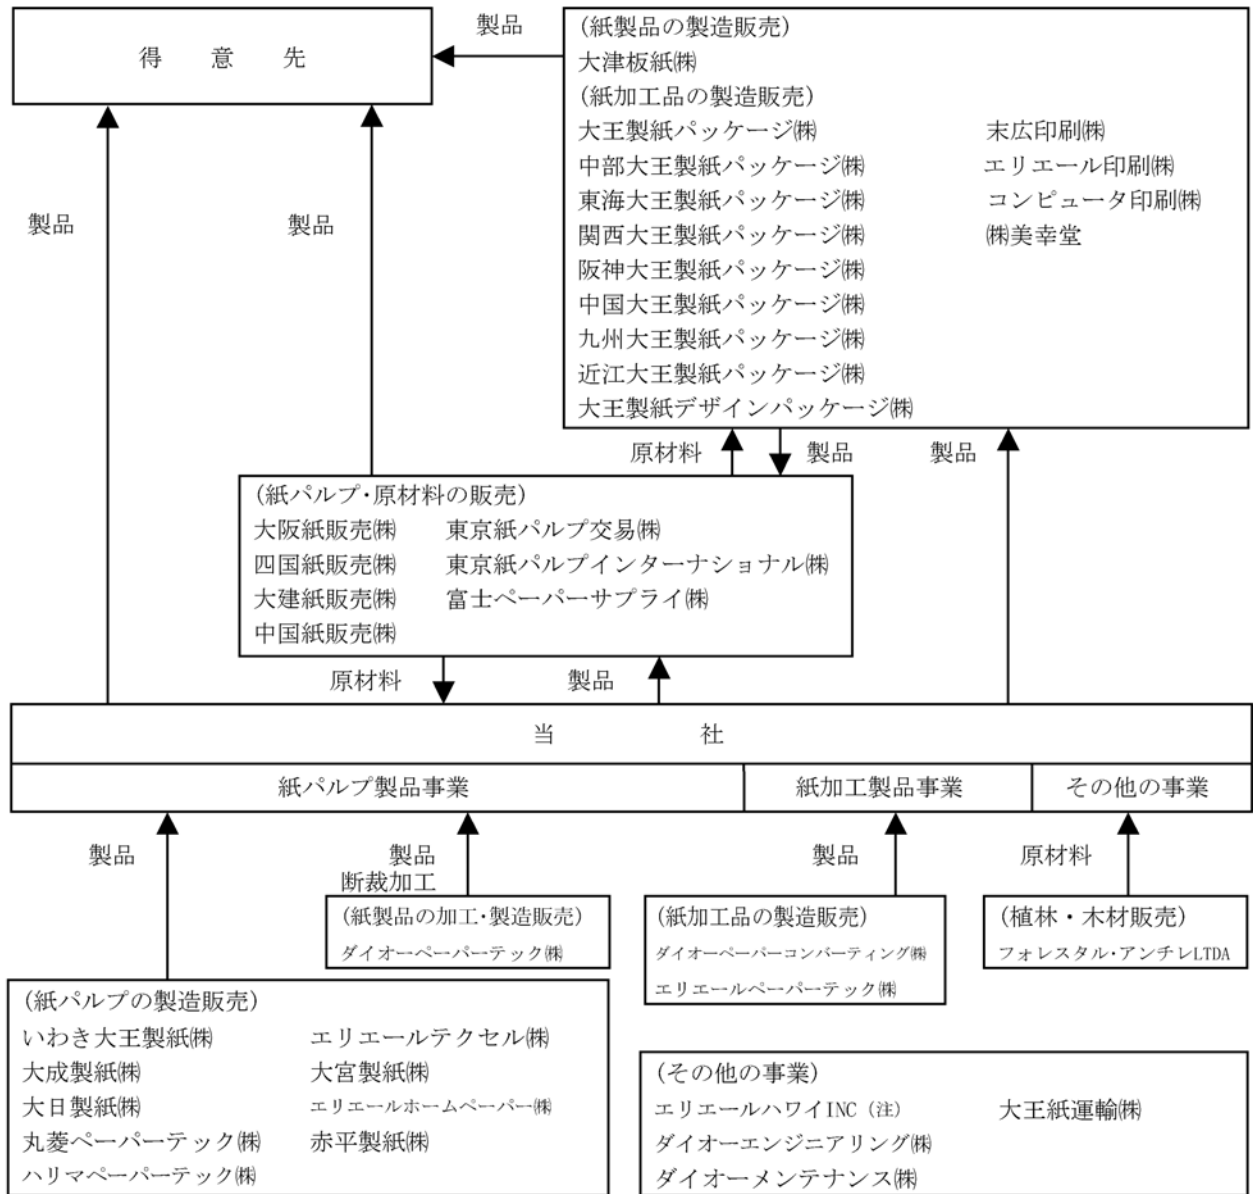 得　意　先
製品
(紙製品の製造販売)
大津板紙㈱
(紙加工品の製造販売)
大王製紙パッケージ㈱　末広印刷㈱
中部大王製紙パッケージ㈱　エリエール印刷㈱
東海大王製紙パッケージ㈱　コンピュータ印刷㈱
関西大王製紙パッケージ㈱　㈱美幸堂
阪神大王製紙パッケージ㈱
中国大王製紙パッケージ㈱
九州大王製紙パッケージ㈱
近江大王製紙パッケージ㈱
大王製紙デザインパッケージ㈱
製品　製品
原材料　製品　製品
(紙パルプ・原材料の販売)
大阪紙販売㈱　東京紙パルプ交易㈱
四国紙販売㈱　東京紙パルプインターナショナル㈱
大建紙販売㈱　富士ペーパーサプライ㈱
中国紙販売㈱
原材料　製品
当　社
紙パルプ製品事業　紙加工製品事業　その他の事業
製品　製品　製品　原材料
断裁加工
(紙製品の加工・製造販売)
ダイオーペーパーテック㈱
(紙加工品の製造販売)
ダイオーペーパーコンバーティング㈱
エリエールペーパーテック㈱
(植林・木材販売)
フォレスタル・アンチレLTDA
(紙パルプの製造販売)
いわき大王製紙㈱　エリエールテクセル㈱
大成製紙㈱　大宮製紙㈱
大日製紙㈱　エリエールホームペーパー㈱
丸菱ペーパーテック㈱　赤平製紙㈱
ハリマペーパーテック㈱
(その他の事業)
エリエールハワイINC（注）　大王紙運輸㈱
ダイオーエンジニアリング㈱
ダイオーメンテナンス㈱